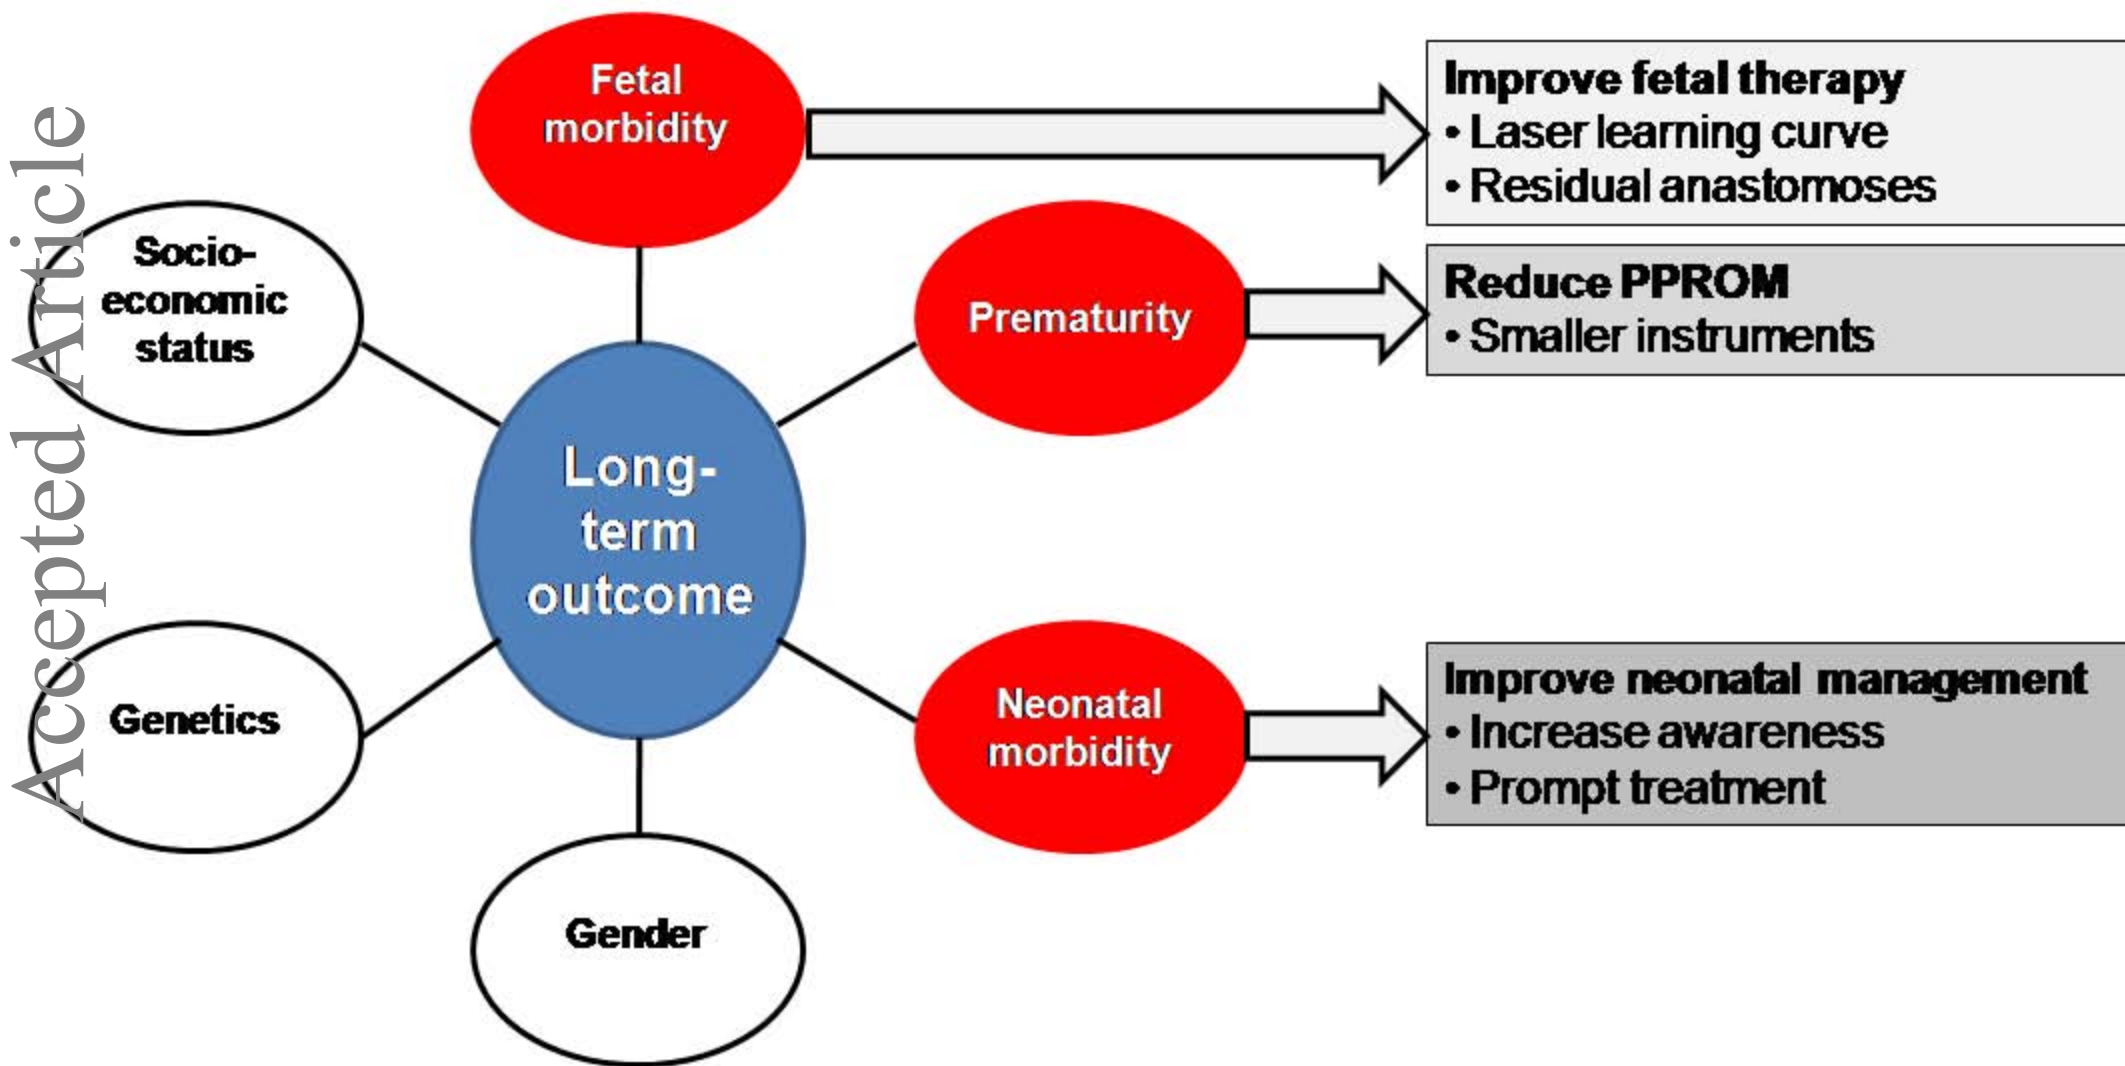 Accepted Article
Fetal
morbidity
Improve fetal therapy
• Laser learning curve
• Residual anastomoses
Socio-
economic
status
Prematurity
Reduce PPROM
• Smaller instruments
Long-
term
outcome
Genetics
Neonatal
morbidity
Improve neonatal management
• Increase awareness
• Prompt treatment
Gender